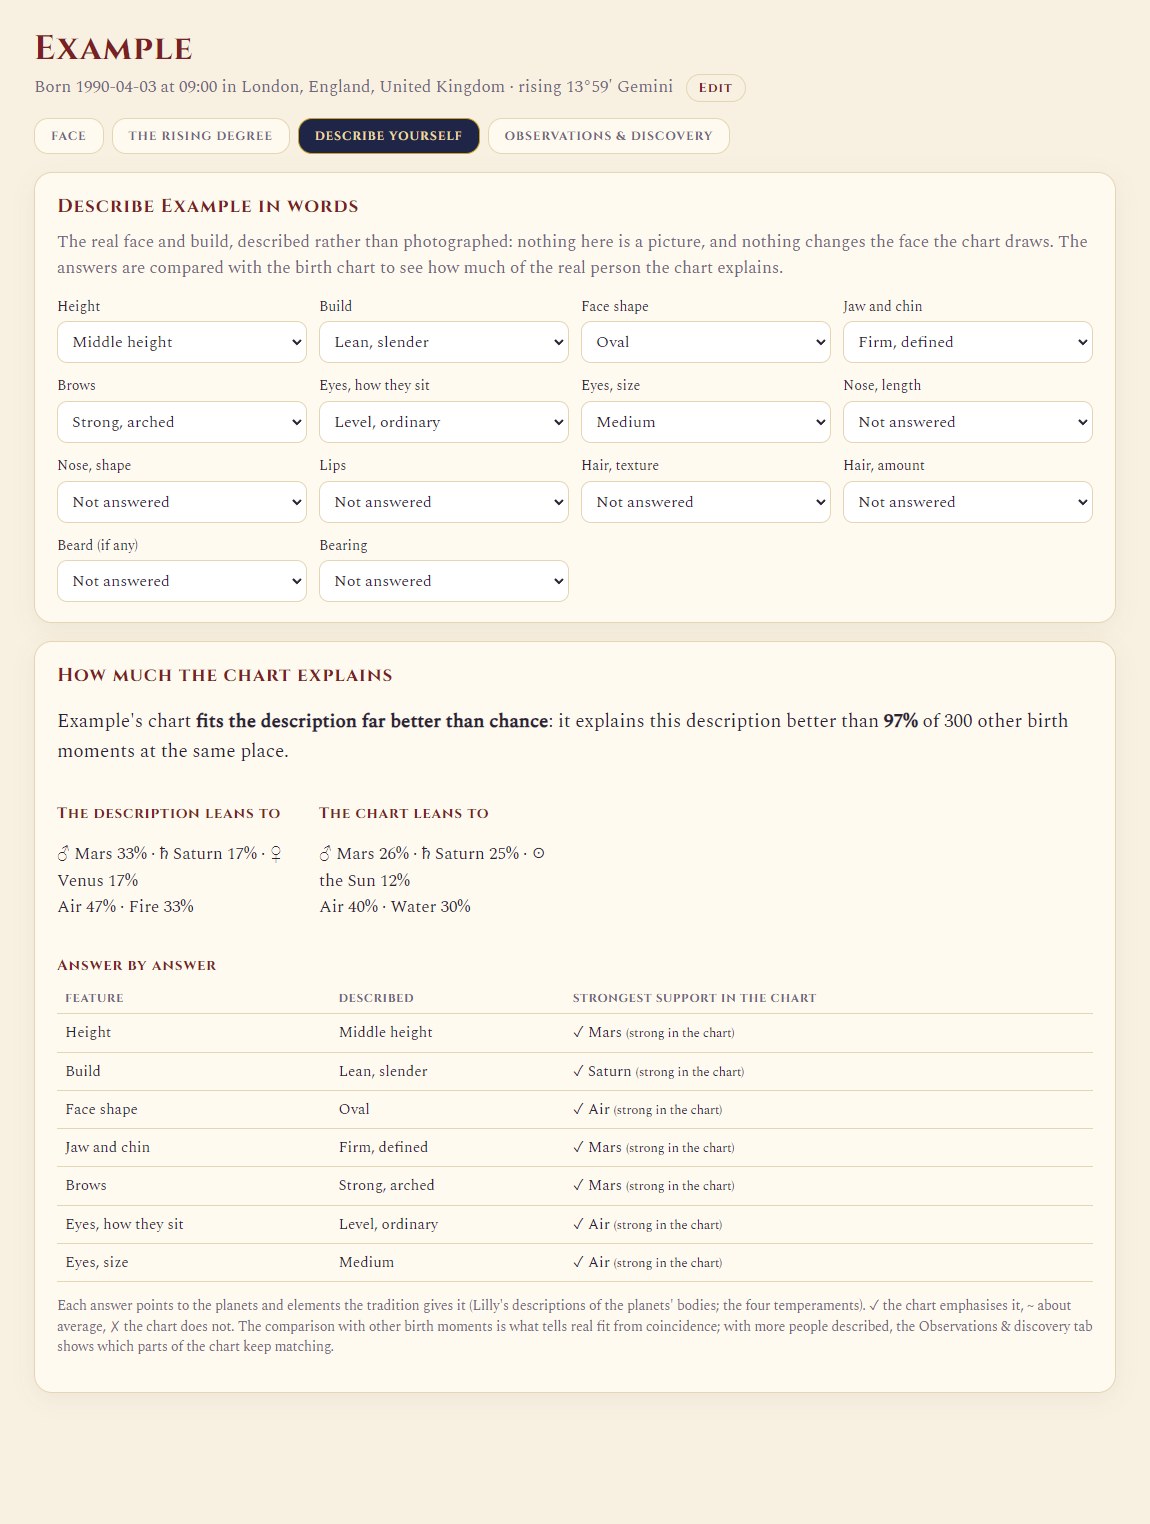 Example
Born 1990-04-03 at 09:00 in London, England, United Kingdom · rising 13°59' Gemini Edit
Face The Rising Degree Describe Yourself Observations & Discovery
Describe Example in words
The real face and build, described rather than photographed: nothing here is a picture, and nothing changes the face the chart draws. The
answers are compared with the birth chart to see how much of the real person the chart explains.
Height Build Face shape Jaw and chin
Middle height Lean, slender Oval Firm, defined
Brows Eyes, how they sit Eyes, size Nose, length
Strong, arched Level, ordinary Medium Not answered
Nose, shape Lips Hair, texture Hair, amount
Not answered Not answered Not answered Not answered
Beard (if any) Bearing
Not answered Not answered
How much the chart explains
Example's chart fits the description far better than chance: it explains this description better than 97% of 300 other birth
moments at the same place.
The description leans to The chart leans to
♂ Mars 33% · ♄ Saturn 17% · ♀ ♂ Mars 26% · ♄ Saturn 25% · ☉
Venus 17% the Sun 12%
Air 47% · Fire 33% Air 40% · Water 30%
Answer by answer
Feature Described Strongest support in the chart
Height Middle height ✓ Mars (strong in the chart)
Build Lean, slender ✓ Saturn (strong in the chart)
Face shape Oval ✓ Air (strong in the chart)
Jaw and chin Firm, defined ✓ Mars (strong in the chart)
Brows Strong, arched ✓ Mars (strong in the chart)
Eyes, how they sit Level, ordinary ✓ Air (strong in the chart)
Eyes, size Medium ✓ Air (strong in the chart)
Each answer points to the planets and elements the tradition gives it (Lilly's descriptions of the planets' bodies; the four temperaments). ✓ the chart emphasises it, ~ about
average, ✗ the chart does not. The comparison with other birth moments is what tells real fit from coincidence; with more people described, the Observations & discovery tab
shows which parts of the chart keep matching.